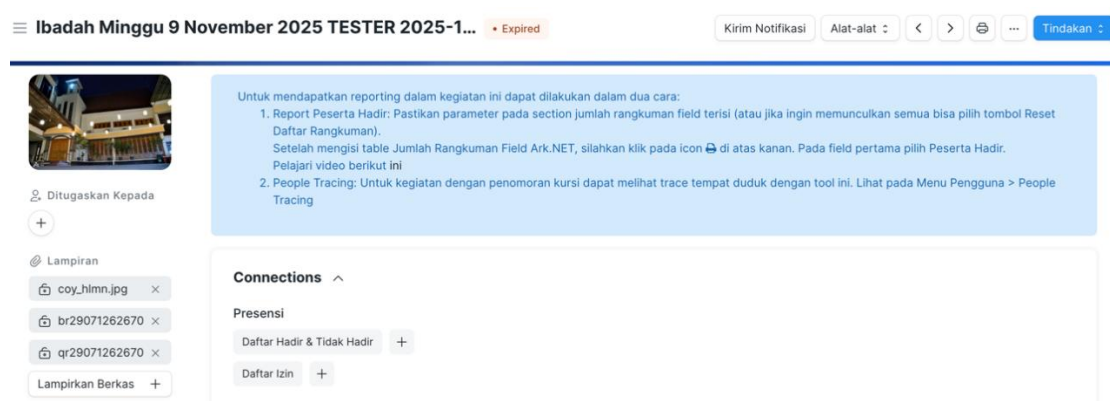 Ibadah Minggu 9 November 2025 TESTER 2025-1... • Expired
Kirim Notifikasi
Alat-alat
...
Tindakan
Untuk mendapatkan reporting dalam kegiatan ini dapat dilakukan dalam dua cara:
1. Report Peserta Hadir: Pastikan parameter pada section jumlah rangkuman field terisi (atau jika ingin memunculkan semua bisa pilih tombol Reset
Daftar Rangkuman).
Setelah mengisi table Jumlah Rangkuman Field Ark.NET, silahkan klik pada icon di atas kanan. Pada field pertama pilih Peserta Hadir.
Pelajari video berikut ini
2. People Tracing: Untuk kegiatan dengan penomoran kursi dapat melihat trace tempat duduk dengan tool ini. Lihat pada Menu Pengguna > People
Tracing
Ditugaskan Kepada
+
Lampiran
coy_hlmn.jpg ×
br29071262670 ×
qr29071262670 ×
Lampirkan Berkas +
Connections
Presensi
Daftar Hadir & Tidak Hadir +
Daftar Izin +